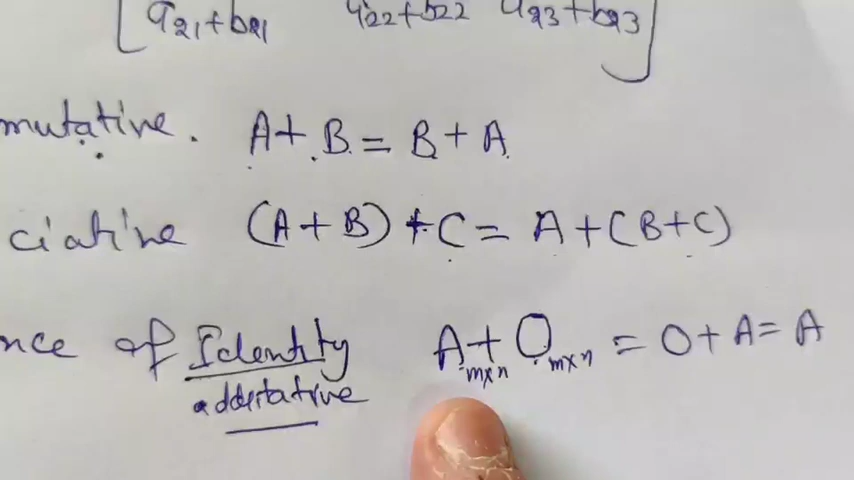 a21+b21 a22+b22 a23+b23
mutative. A+B=B+A
ciative (A+B)+C=A+(B+C)
nce of Identity A m×n + O m×n = O+A=A
additative